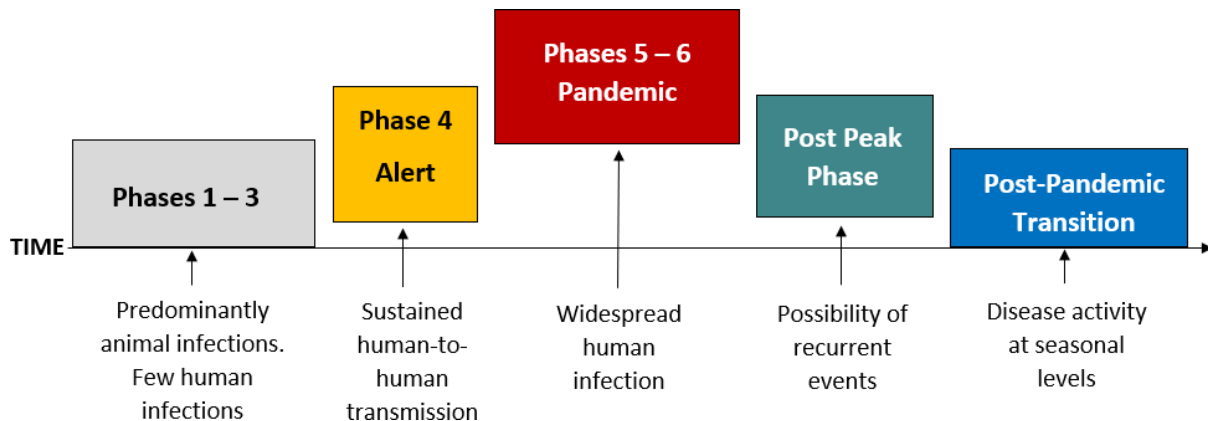 Phases 1 – 3
Phase 4
Alert
Phases 5 – 6
Pandemic
Post Peak
Phase
Post-Pandemic
Transition
TIME
Predominantly
animal infections.
Few human
infections
Sustained
human-to-
human
transmission
Widespread
human
infection
Possibility of
recurrent
events
Disease activity
at seasonal
levels